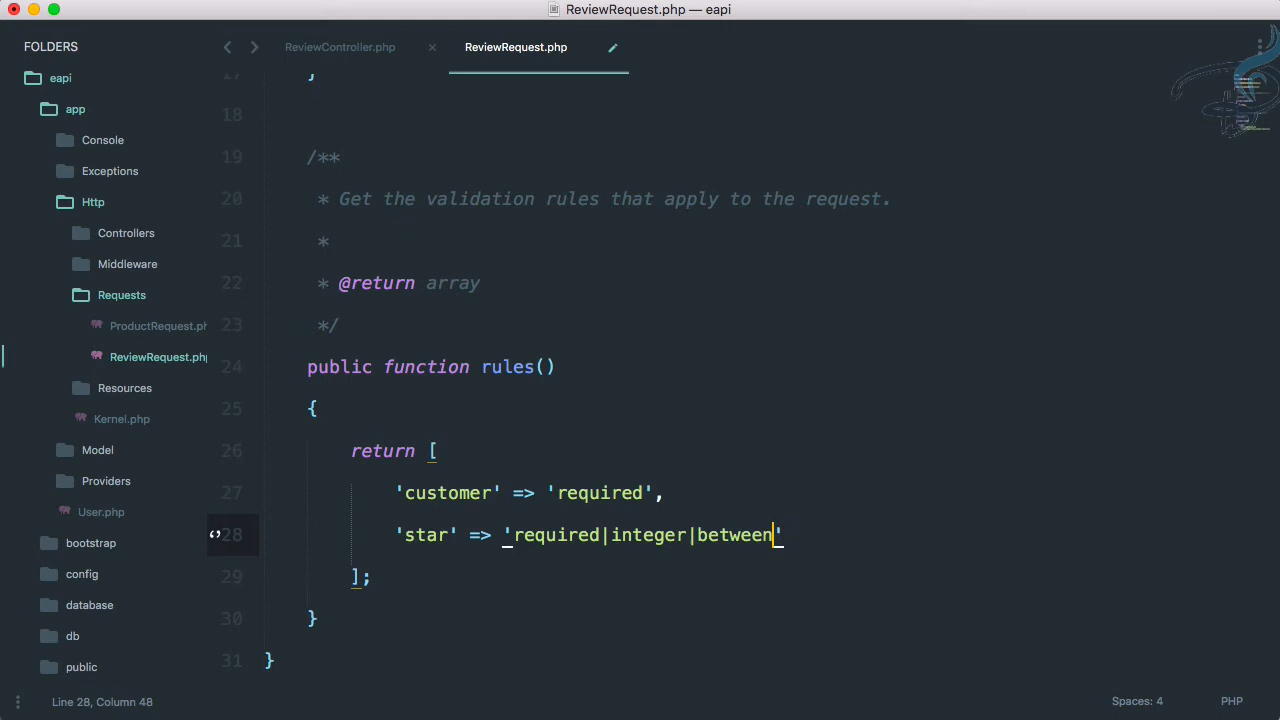 ReviewRequest.php — eapi
FOLDERS
eapi
app
Console
Exceptions
Http
Controllers
Middleware
Requests
ProductRequest.ph
ReviewRequest.php
Resources
Kernel.php
Model
Providers
User.php
bootstrap
config
database
db
public
ReviewController.php ×
ReviewRequest.php
17 }
18
19 /**
20 * Get the validation rules that apply to the request.
21 *
22 * @return array
23 */
24 public function rules()
25 {
26 return [
27 'customer' => 'required',
28 'star' => 'required|integer|between'
29 ];
30 }
31 }
Line 28, Column 48
Spaces: 4
PHP